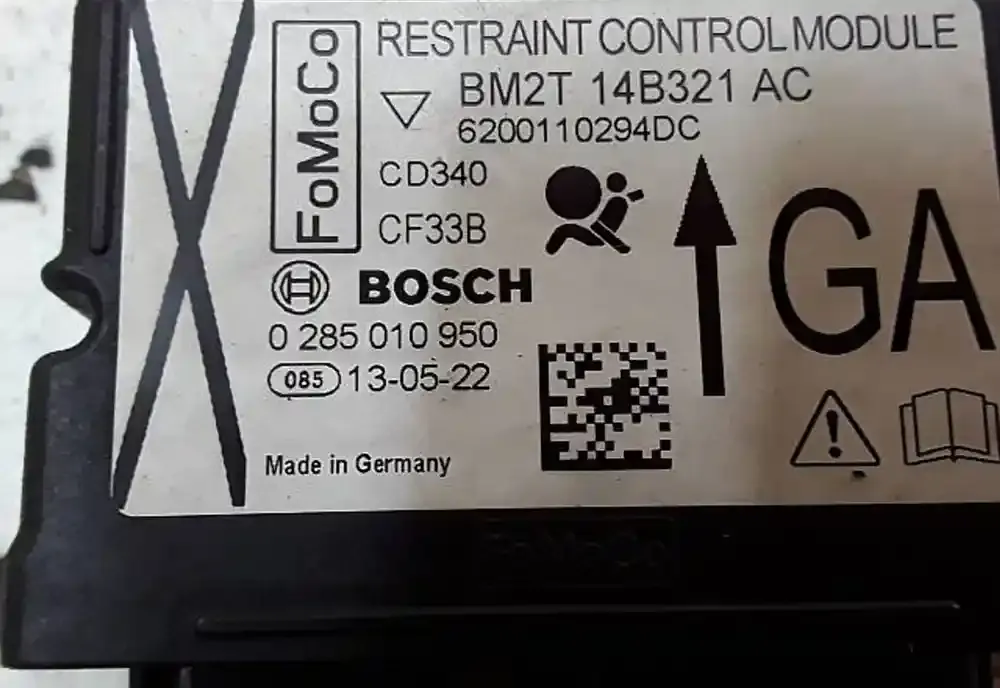 FoMoCo
RESTRAINT CONTROL MODULE
BM2T 14B321 AC
6200110294DC
CD340
CF33B
GA
BOSCH
0 285 010 950
085 13-05-22
Made in Germany
FoMoCo